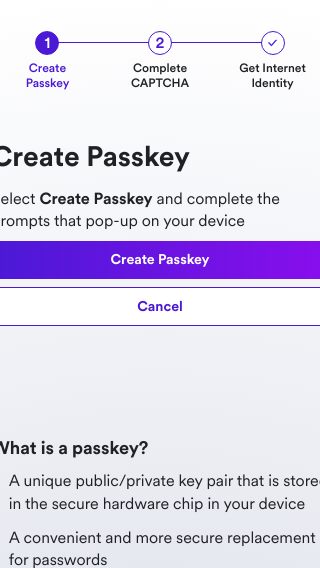 1
2
Create
Passkey
Complete
CAPTCHA
Get Internet
Identity
Create Passkey
elect Create Passkey and complete the
rompts that pop-up on your device
Create Passkey
Cancel
What is a passkey?
A unique public/private key pair that is store
in the secure hardware chip in your device
A convenient and more secure replacement
for passwords